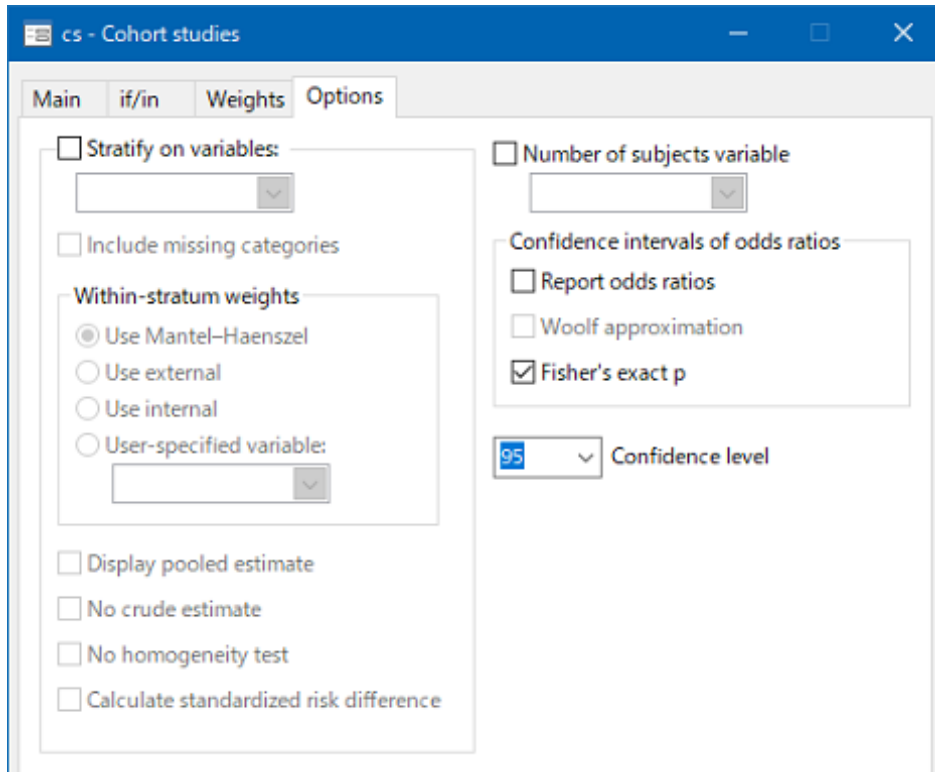 cs - Cohort studies
Main if/in Weights Options
Stratify on variables:
Include missing categories
Within-stratum weights
Use Mantel–Haenszel
Use external
Use internal
User-specified variable:
Display pooled estimate
No crude estimate
No homogeneity test
Calculate standardized risk difference
Number of subjects variable
Confidence intervals of odds ratios
Report odds ratios
Woolf approximation
Fisher's exact p
95 Confidence level